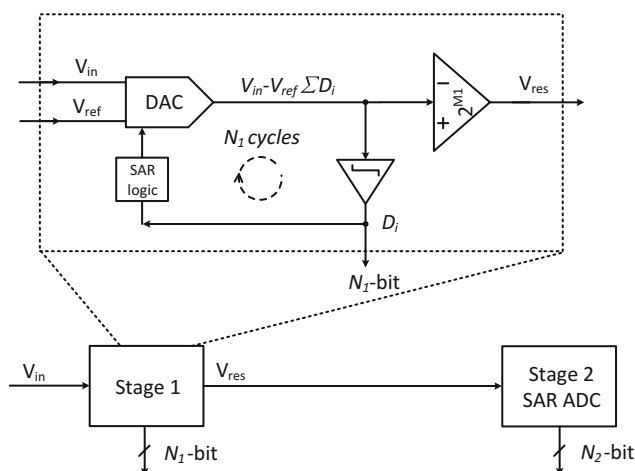 V_in
V_ref
DAC
V_in-V_ref ∑D_i
− + 2^M1
V_res
N_1 cycles
SAR
logic
D_i
N_1-bit
V_in
Stage 1
V_res
Stage 2
SAR ADC
N_1-bit
N_2-bit